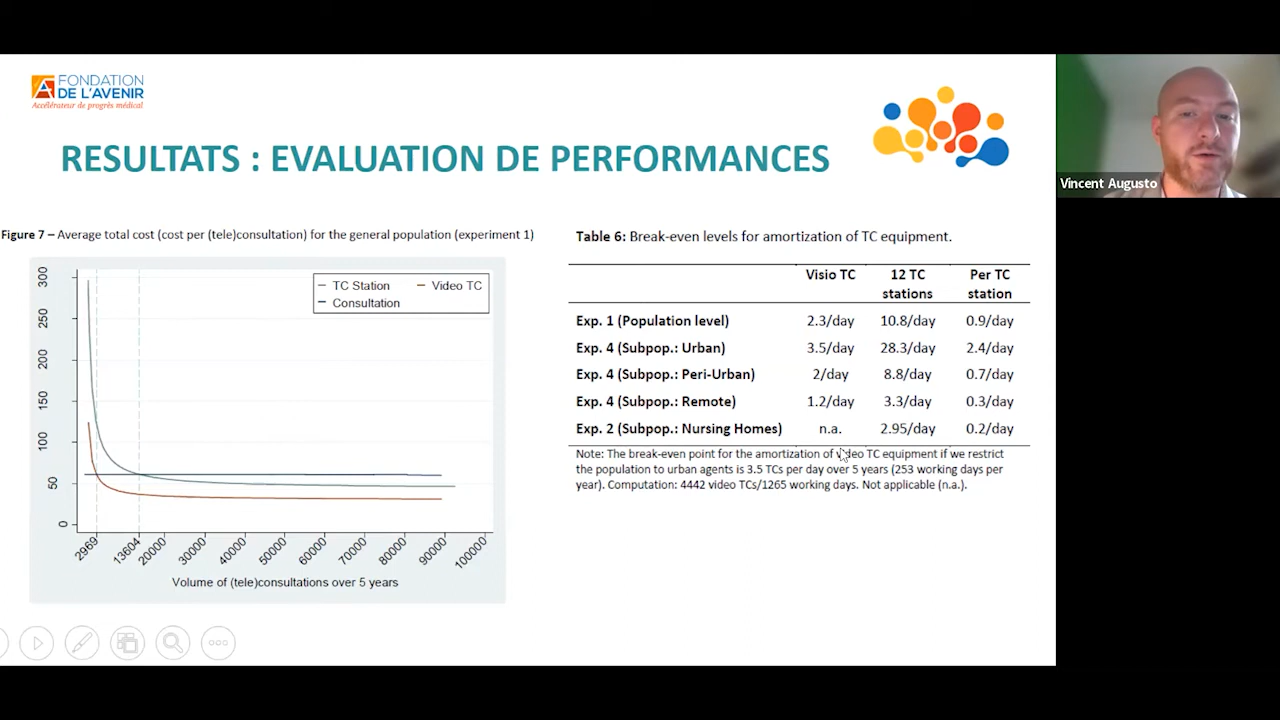 FONDATION
DE L'AVENIR
Accélérateur de progrès médical
RESULTATS : EVALUATION DE PERFORMANCES
Vincent Augusto
Figure 7 – Average total cost (cost per (tele)consultation) for the general population (experiment 1)
TC Station
Video TC
Consultation
300
250
200
150
100
50
0
2969
13604
20000
30000
40000
50000
60000
70000
80000
90000
100000
Volume of (tele)consultations over 5 years
Table 6: Break-even levels for amortization of TC equipment.
Visio TC 12 TC Per TC
stations station
Exp. 1 (Population level) 2.3/day 10.8/day 0.9/day
Exp. 4 (Subpop.: Urban) 3.5/day 28.3/day 2.4/day
Exp. 4 (Subpop.: Peri-Urban) 2/day 8.8/day 0.7/day
Exp. 4 (Subpop.: Remote) 1.2/day 3.3/day 0.3/day
Exp. 2 (Subpop.: Nursing Homes) n.a. 2.95/day 0.2/day
Note: The break-even point for the amortization of video TC equipment if we restrict
the population to urban agents is 3.5 TCs per day over 5 years (253 working days per
year). Computation: 4442 video TCs/1265 working days. Not applicable (n.a.).